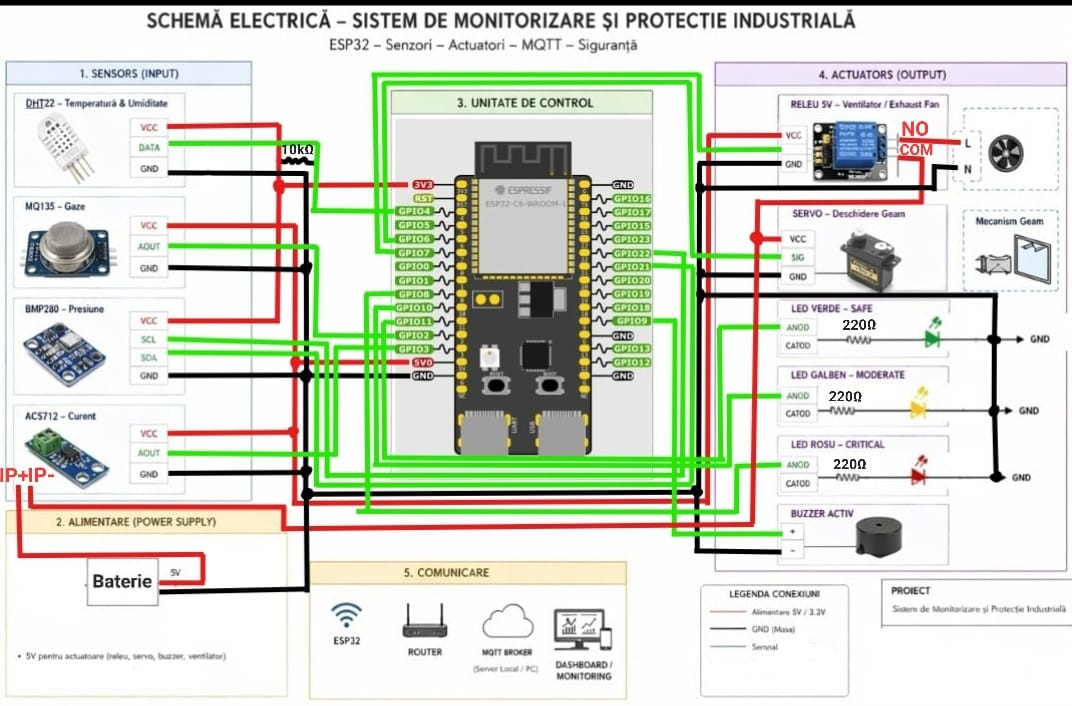 SCHEMĂ ELECTRICĂ – SISTEM DE MONITORIZARE ȘI PROTECTIE INDUSTRIALĂ
ESP32 – Senzori – Actuatori – MQTT – Siguranță
1. SENSORS (INPUT)
DHT22 – Temperatură & Umiditate
VCC
DATA
GND
10kΩ
MQ135 – Gaze
VCC
AOUT
GND
BMP280 – Presiune
VCC
SCL
SDA
GND
ACS712 – Curent
VCC
AOUT
GND
IP+IP-
2. ALIMENTARE (POWER SUPPLY)
Baterie
5V
• 5V pentru actuatoare (releu, servo, buzzer, ventilator)
3. UNITATE DE CONTROL
ESPRESSIF
ESP32-C6-WROOM-1
3V3
RST
GPIO4
GPIO5
GPIO6
GPIO7
GPIO0
GPIO1
GPIO8
GPIO10
GPIO11
GPIO2
GPIO3
5V0
GND
GND
GPIO16
GPIO17
GPIO15
GPIO23
GPIO22
GPIO21
GPIO20
GPIO19
GPIO18
GPIO9
GND
GPIO13
GPIO12
GND
RESET
BOOT
UART
USB
4. ACTUATORS (OUTPUT)
RELEU 5V – Ventilator / Exhaust Fan
VCC
GND
NO
COM
L
N
SERVO – Deschidere Geam
VCC
SIG
GND
Mecanism Geam
LED VERDE – SAFE
ANOD
CATOD
220Ω
GND
LED GALBEN – MODERATE
ANOD
CATOD
220Ω
GND
LED ROSU – CRITICAL
ANOD
CATOD
220Ω
GND
BUZZER ACTIV
+
–
5. COMUNICARE
ESP32
ROUTER
MQTT BROKER
(Server Local / PC)
DASHBOARD /
MONITORING
LEGENDA CONEXIUNI
Alimentare 5V / 3.3V
GND (Masa)
Semnal
PROIECT
Sistem de Monitorizare și Protecție Industrială